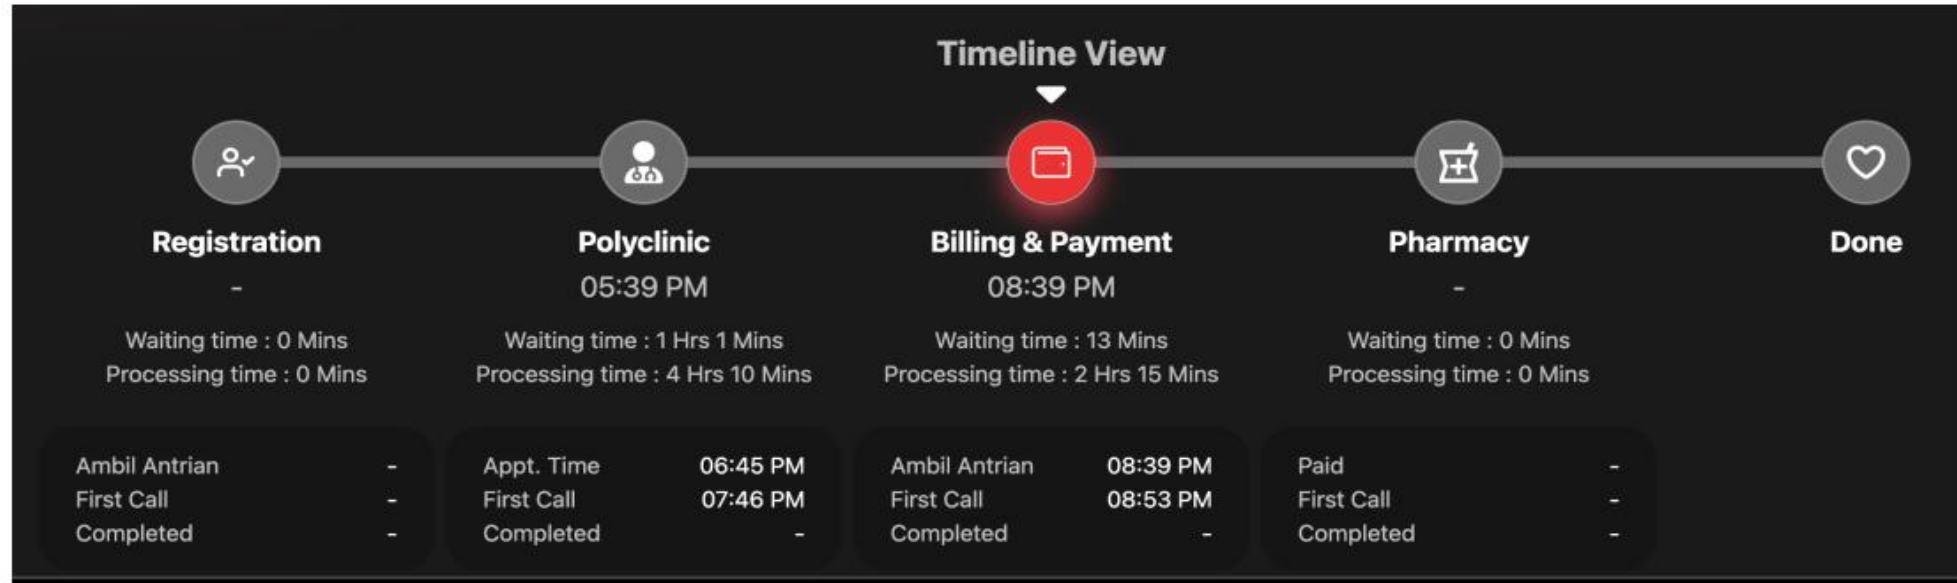 Timeline View
Registration
-
Waiting time : 0 Mins
Processing time : 0 Mins
Ambil Antrian -
First Call -
Completed -
Polyclinic
05:39 PM
Waiting time : 1 Hrs 1 Mins
Processing time : 4 Hrs 10 Mins
Appt. Time 06:45 PM
First Call 07:46 PM
Completed -
Billing & Payment
08:39 PM
Waiting time : 13 Mins
Processing time : 2 Hrs 15 Mins
Ambil Antrian 08:39 PM
First Call 08:53 PM
Completed -
Pharmacy
-
Waiting time : 0 Mins
Processing time : 0 Mins
Paid -
First Call -
Completed -
Done